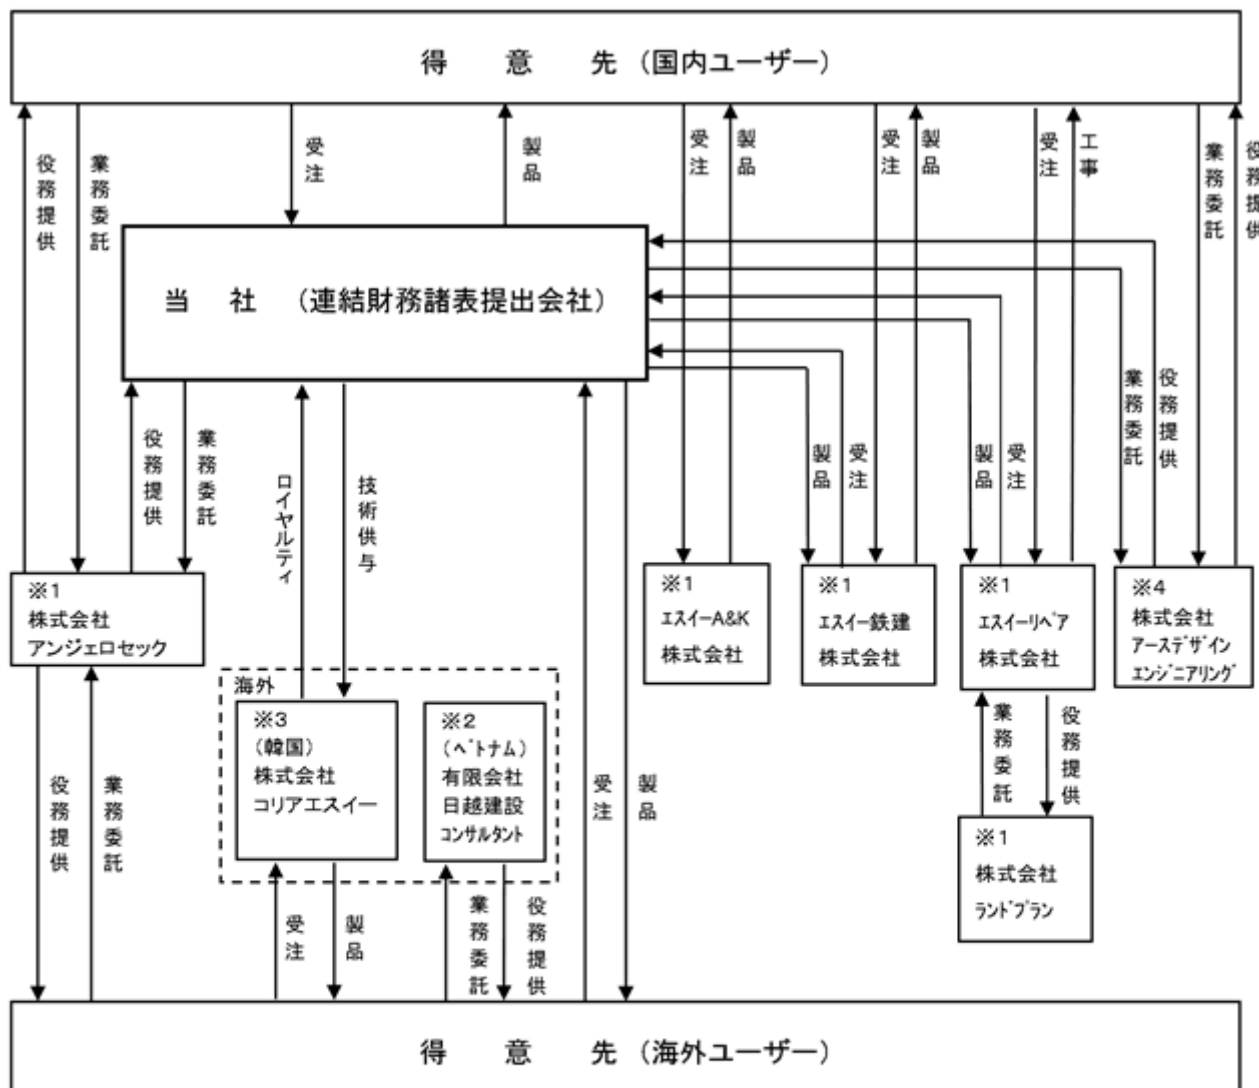 得 意 先 (国内ユーザー)
役務提供
業務委託
受注
製品
受注
製品
受注
製品
受注
工事
業務委託
役務提供
当 社 (連結財務諸表提出会社)
役務提供
業務委託
ロイヤルティ
技術供与
製品
受注
製品
受注
業務委託
役務提供
※1
株式会社
アンジェロセック
※1
エスイーA&K
株式会社
※1
エスイー鉄建
株式会社
※1
エスイーリペア
株式会社
※4
株式会社
アースデザイン
エンジニアリング
海外
※3
(韓国)
株式会社
コリアエスイー
※2
(ベトナム)
有限会社
日越建設
コンサルタント
役務提供
業務委託
受注
製品
業務委託
役務提供
受注
製品
業務委託
役務提供
※1
株式会社
ランドプラン
得 意 先 (海外ユーザー)